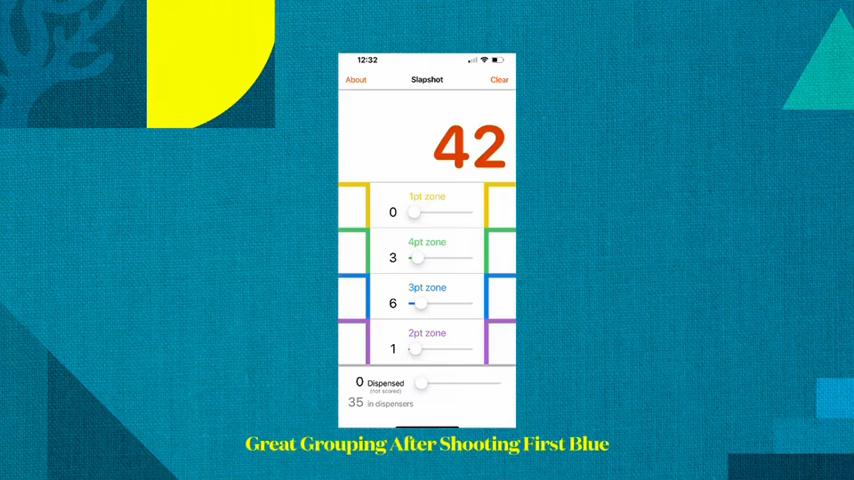 12:32
About Slapshot Clear
42
1pt zone
0
4pt zone
3
3pt zone
6
2pt zone
1
0 Dispensed
(not scored)
35 in dispensers
Great Grouping After Shooting First Blue